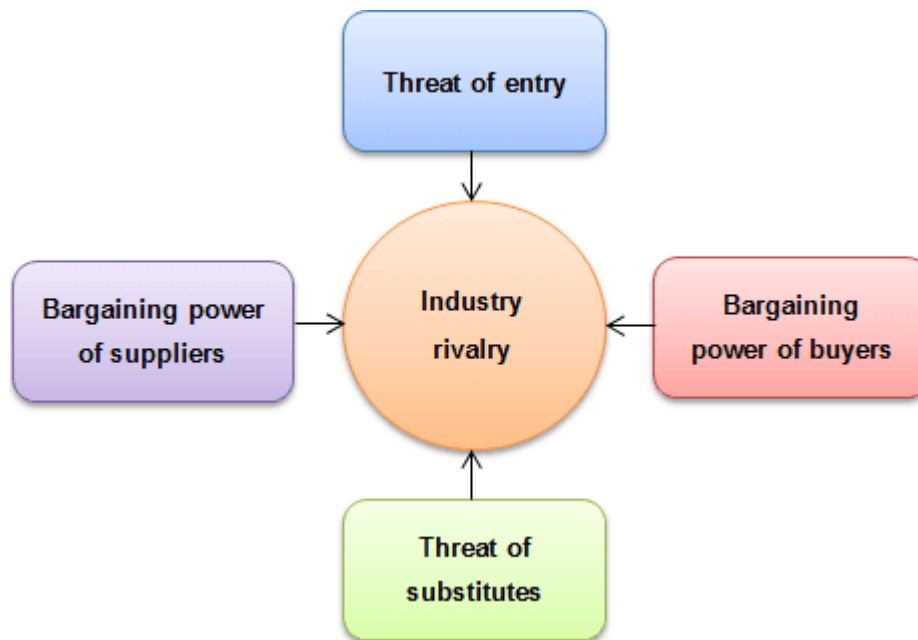 Threat of entry
Bargaining power
of suppliers
Industry
rivalry
Bargaining
power of buyers
Threat of
substitutes